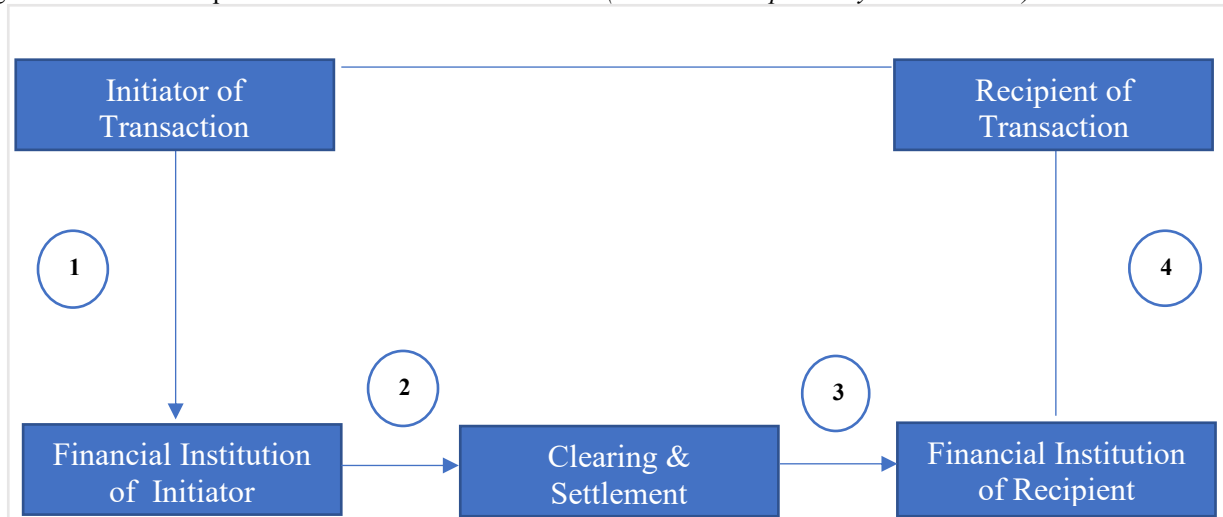 Initiator of
Transaction
Recipient of
Transaction
1
4
2
3
Financial Institution
of Initiator
Clearing &
Settlement
Financial Institution
of Recipient